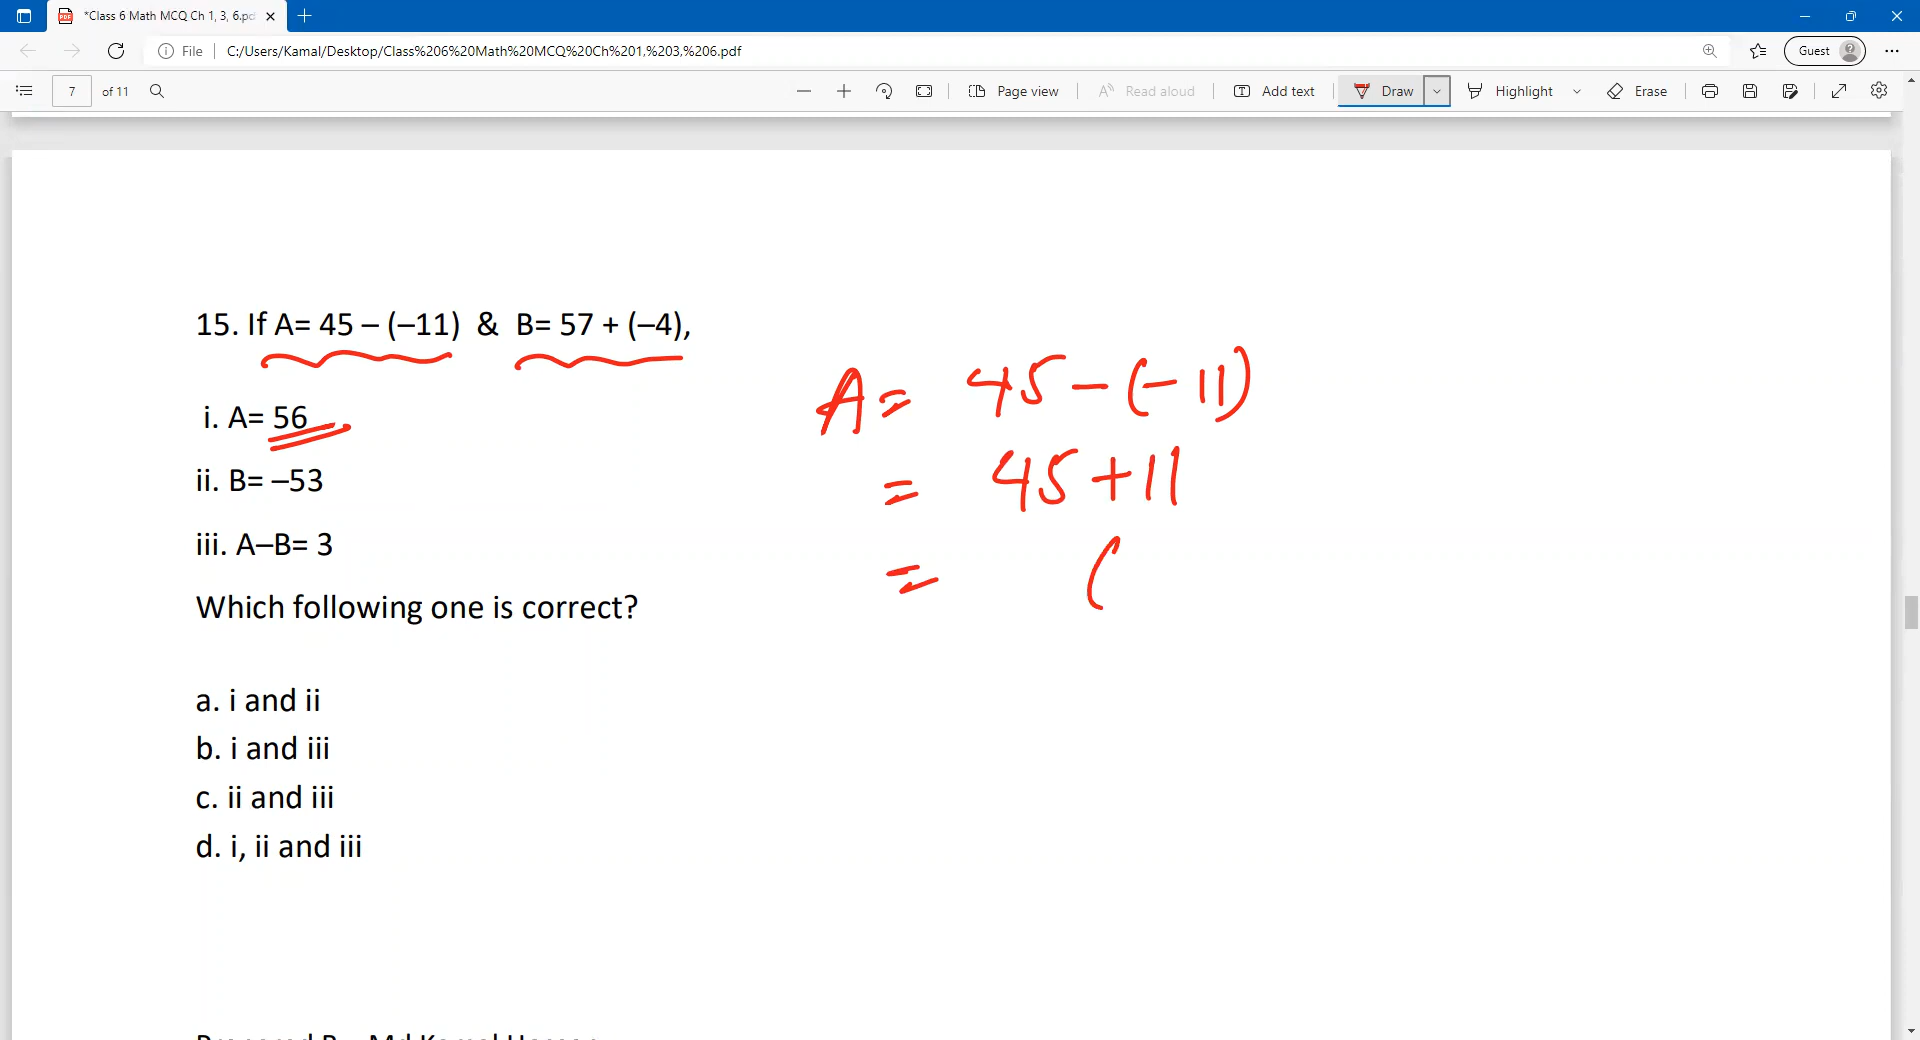 *Class 6 Math MCQ Ch 1, 3, 6.pd
File C:/Users/Kamal/Desktop/Class%206%20Math%20MCQ%20Ch%201,%203,%206.pdf Guest
7 of 11 Page view Read aloud Add text Draw Highlight Erase
15. If A= 45 – (–11) & B= 57 + (–4),
A= 45 – (– 11)
i. A= 56
= 45 + 11
ii. B= –53
iii. A–B= 3
= (
Which following one is correct?
a. i and ii
b. i and iii
c. ii and iii
d. i, ii and iii